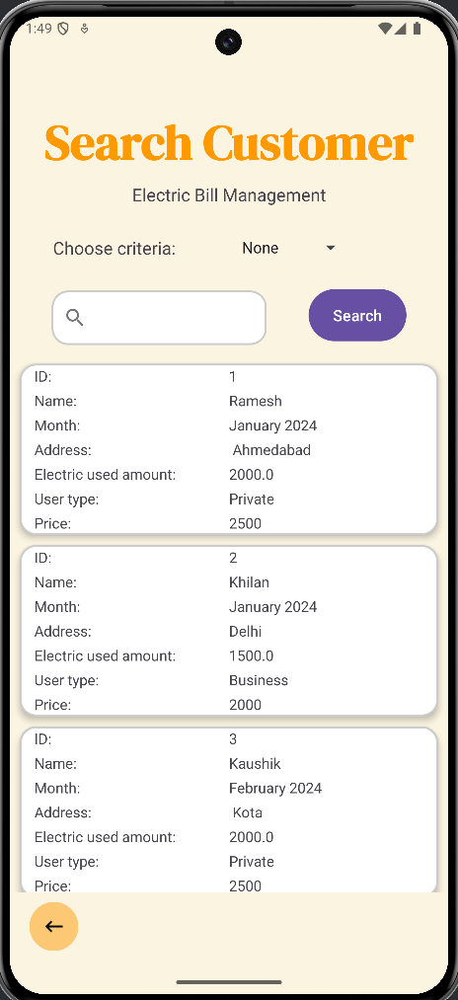 1:49
Search Customer
Electric Bill Management
Choose criteria: None
Search
ID: 1
Name: Ramesh
Month: January 2024
Address: Ahmedabad
Electric used amount: 2000.0
User type: Private
Price: 2500
ID: 2
Name: Khilan
Month: January 2024
Address: Delhi
Electric used amount: 1500.0
User type: Business
Price: 2000
ID: 3
Name: Kaushik
Month: February 2024
Address: Kota
Electric used amount: 2000.0
User type: Private
Price: 2500